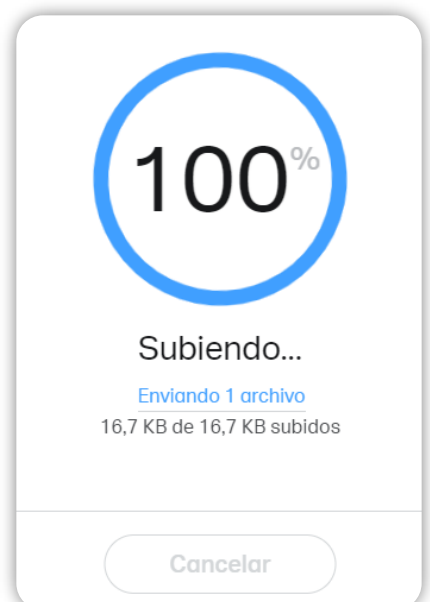 100%
Subiendo...
Enviando 1 archivo
16,7 KB de 16,7 KB subidos
Cancelar